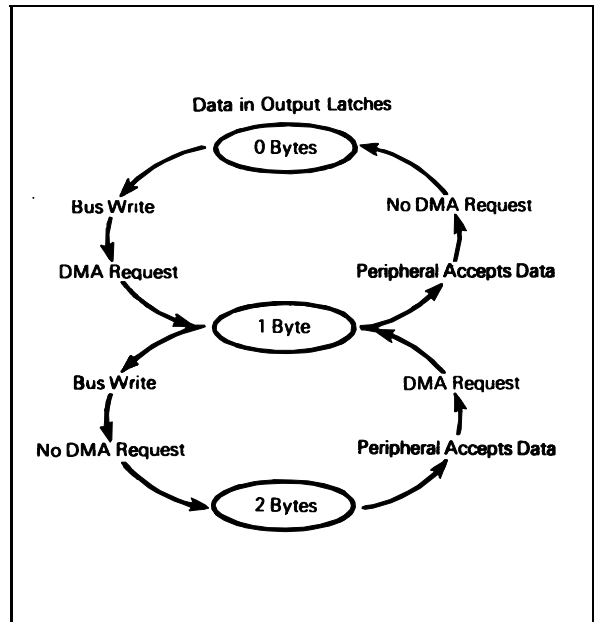 Data in Output Latches
0 Bytes
Bus Write
No DMA Request
DMA Request
Peripheral Accepts Data
1 Byte
Bus Write
DMA Request
No DMA Request
Peripheral Accepts Data
2 Bytes